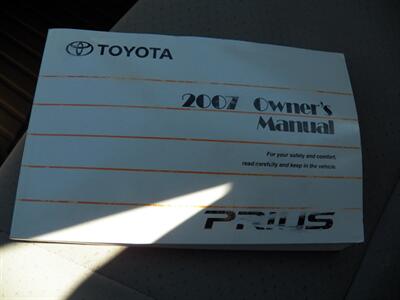 TOYOTA
2007 Owner's
Manual
For your safety and comfort,
read carefully and keep in the vehicle.
PRIUS